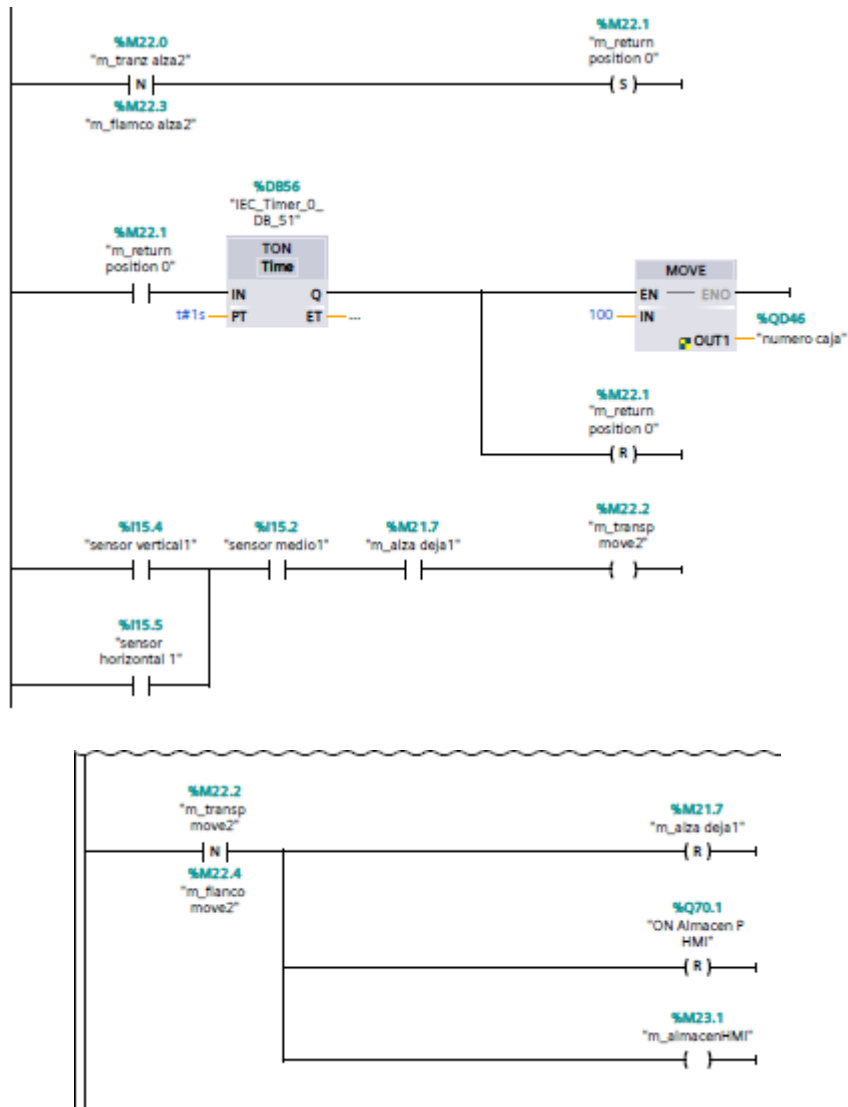 %M22.0
"m_tranz alza2"
N
%M22.3
"m_flamco alza2"
%M22.1
"m_return
position 0"
S
%DB56
"IEC_Timer_0_
DB_51"
%M22.1
"m_return
position 0"
TON
Time
IN Q
t#1s PT ET ...
MOVE
EN ENO
100 IN
%QD46
OUT1 "numero caja"
%M22.1
"m_return
position 0"
R
%I15.4
"sensor vertical1"
%I15.2
"sensor medio1"
%M21.7
"m_alza deja1"
%M22.2
"m_transp
move2"
%I15.5
"sensor
horizontal 1"
%M22.2
"m_transp
move2"
N
%M22.4
"m_flanco
move2"
%M21.7
"m_alza deja1"
R
%Q70.1
"ON Almacen P
HMI"
R
%M23.1
"m_almacenHMI"